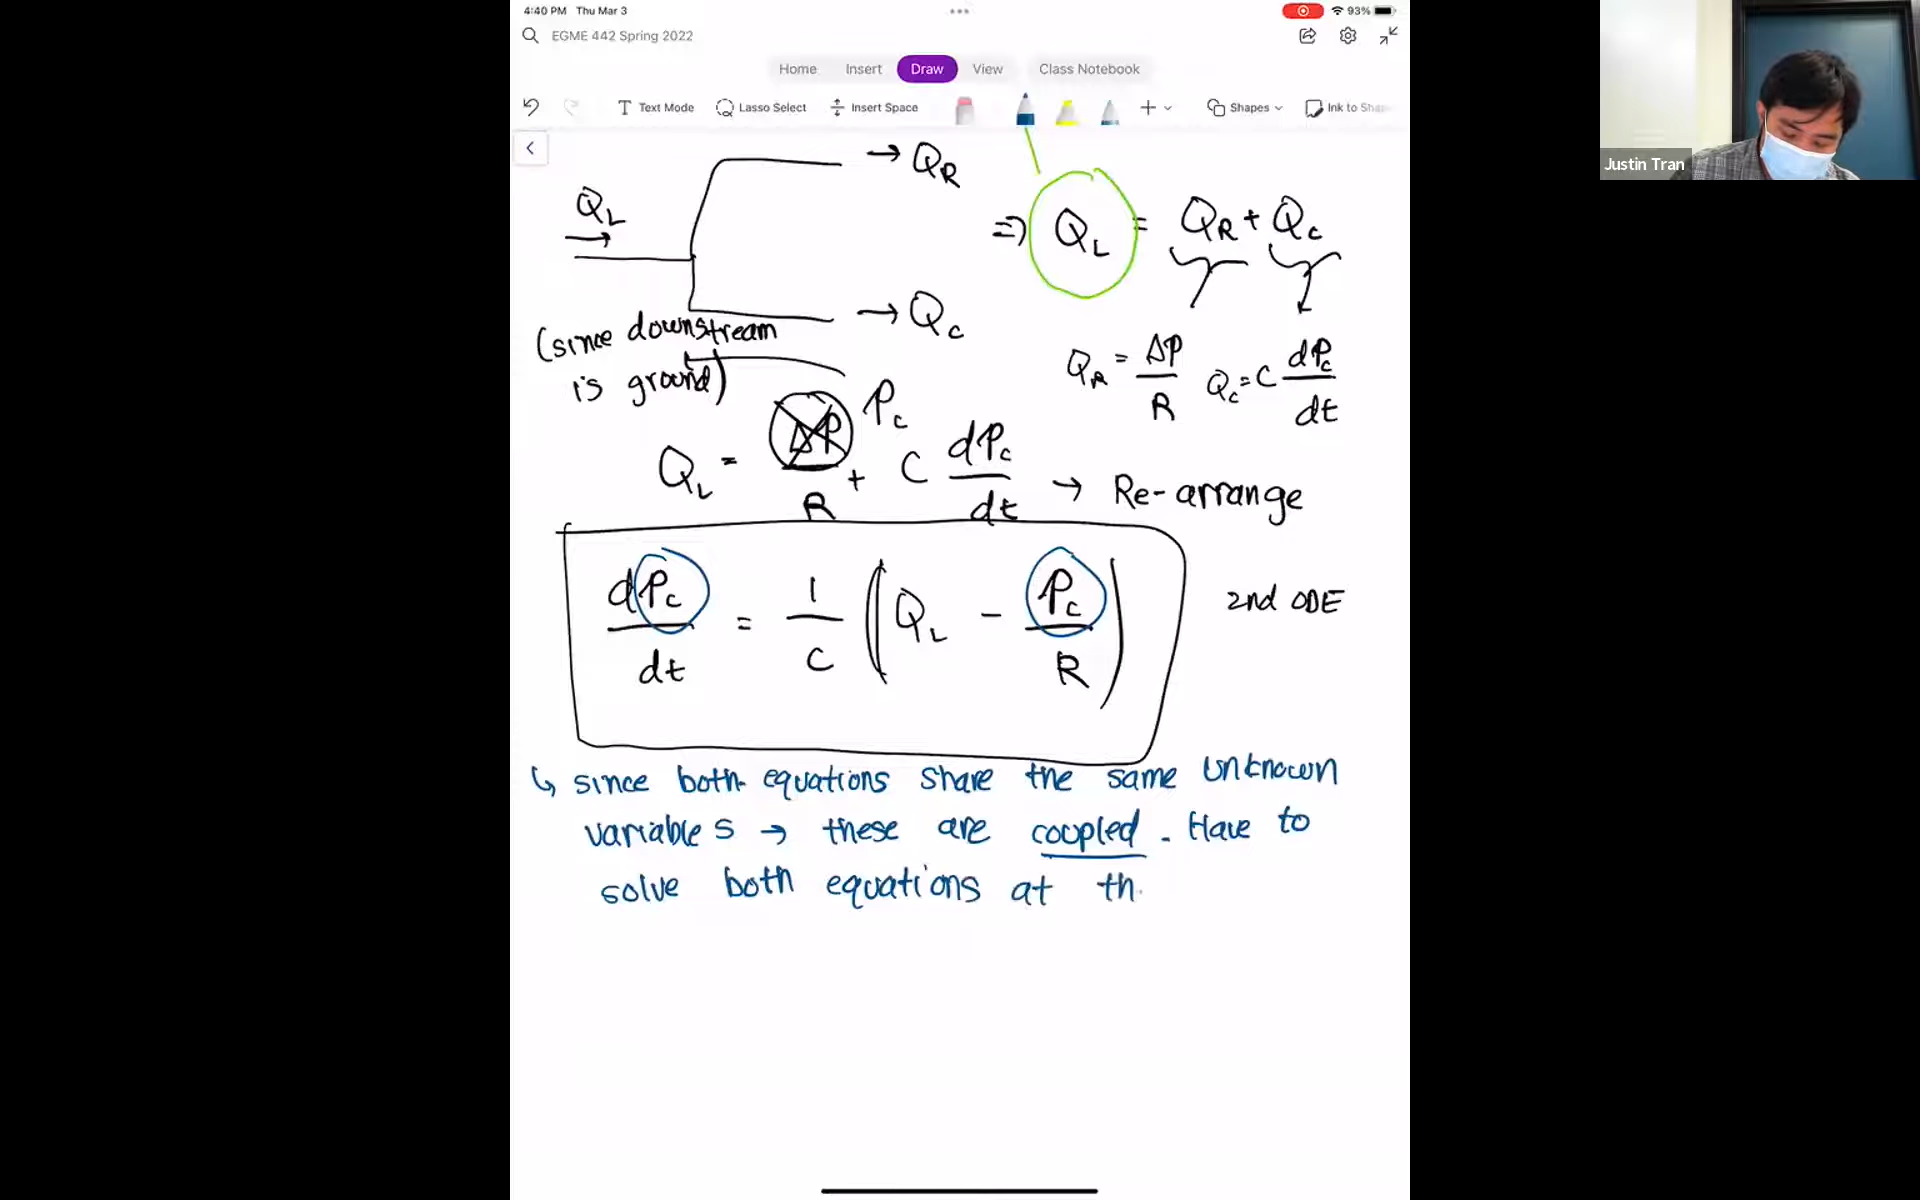 4:40 PM Thu Mar 3
93%
EGME 442 Spring 2022
Home Insert Draw View Class Notebook
Text Mode Lasso Select Insert Space Shapes Ink to Sha
Justin Tran
→ QR
QL
⇒ QL = QR + Qc
→ Qc
(since downstream
is ground)
QR = ΔP/R Qc = C dPc/dt
QL = ΔP Pc/R + C dPc/dt → Re-arrange
dPc/dt = 1/C (QL - Pc/R) 2nd ODE
↳ since both equations share the same unknown
variables → these are coupled. Have to
solve both equations at th